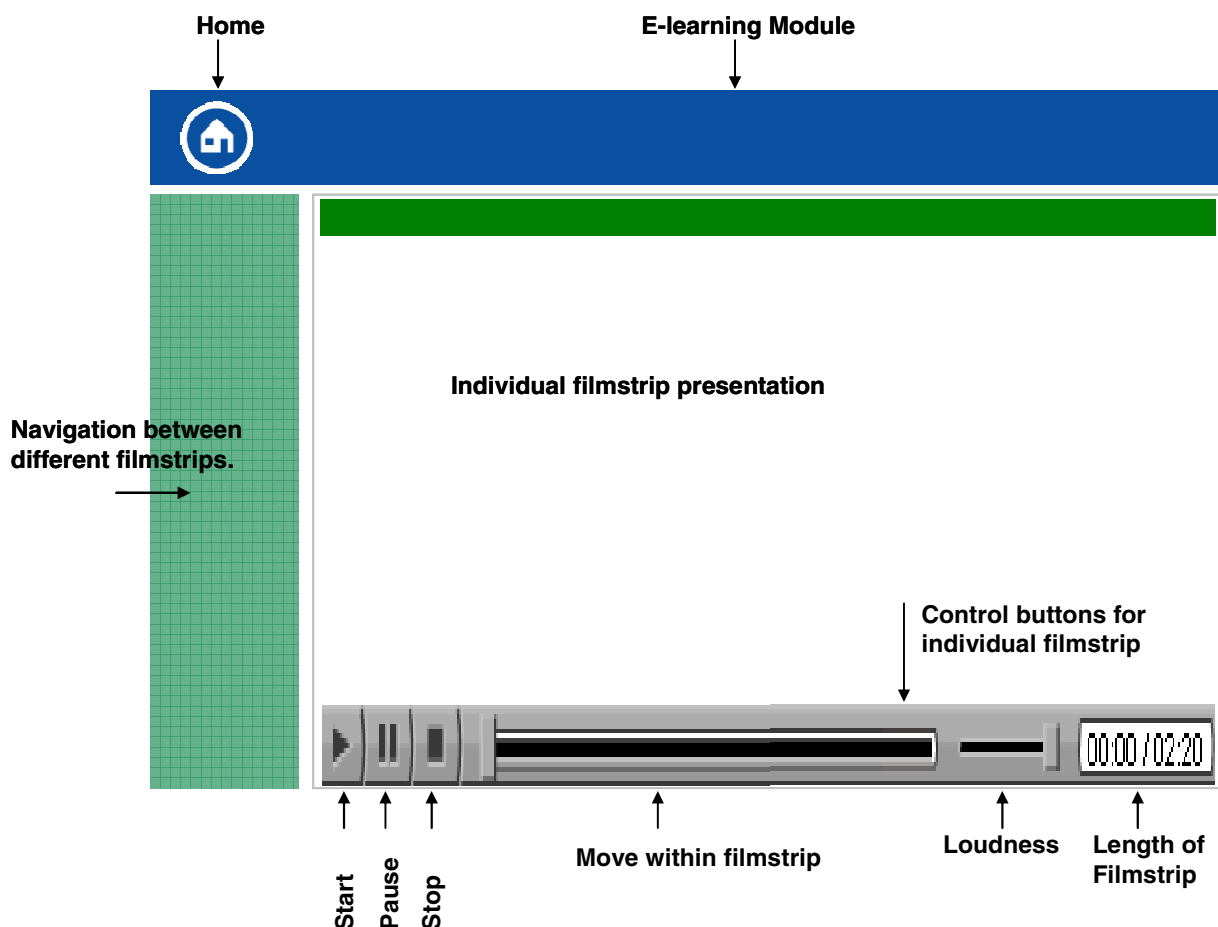 Home
E-learning Module
Individual filmstrip presentation
Navigation between
different filmstrips.
Control buttons for
individual filmstrip
00:00 / 02:20
Start
Pause
Stop
Move within filmstrip
Loudness
Length of
Filmstrip